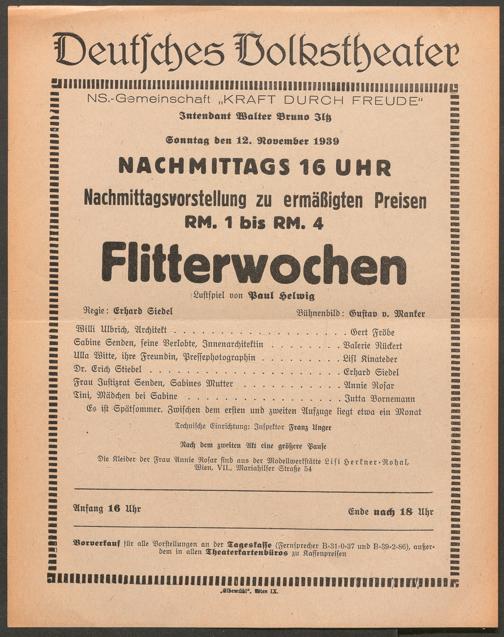 Deutsches Volkstheater
NS.-Gemeinschaft „KRAFT DURCH FREUDE"
Intendant Walter Bruno Iltz
Sonntag den 12. November 1939
NACHMITTAGS 16 UHR
Nachmittagsvorstellung zu ermäßigten Preisen
RM. 1 bis RM. 4
Flitterwochen
Lustspiel von Paul Helwig
Regie: Erhard Siedel Bühnenbild: Gustav v. Manker
Willi Ulbrich, Architekt . . . . . . . . . . . . . . . . . Gert Fröbe
Sabine Senden, seine Verlobte, Innenarchitektin . . . . . . . . Valerie Rückert
Ulla Witte, ihre Freundin, Pressephotographin . . . . . . . . Lisl Kinateder
Dr. Erich Stiebel . . . . . . . . . . . . . . . . . Erhard Siedel
Frau Justizrat Senden, Sabines Mutter . . . . . . . . . . Annie Rosar
Tini, Mädchen bei Sabine . . . . . . . . . . . . . Jutta Bornemann
Es ist Spätsommer. Zwischen dem ersten und zweiten Aufzuge liegt etwa ein Monat
Technische Einrichtung: Inspektor Franz Unger
Nach dem zweiten Akt eine größere Pause
Die Kleider der Frau Annie Rosar sind aus der Modellwerkstätte Lisl Herkner-Rohal,
Wien, VII., Mariahilfer Straße 54
Anfang 16 Uhr Ende nach 18 Uhr
Vorverkauf für alle Vorstellungen an der Tageskasse (Fernsprecher B-31-0-37 und B-39-2-86), außer-
dem in allen Theaterkartenbüros zu Kassenpreisen
„Elbemühl", Wien IX.